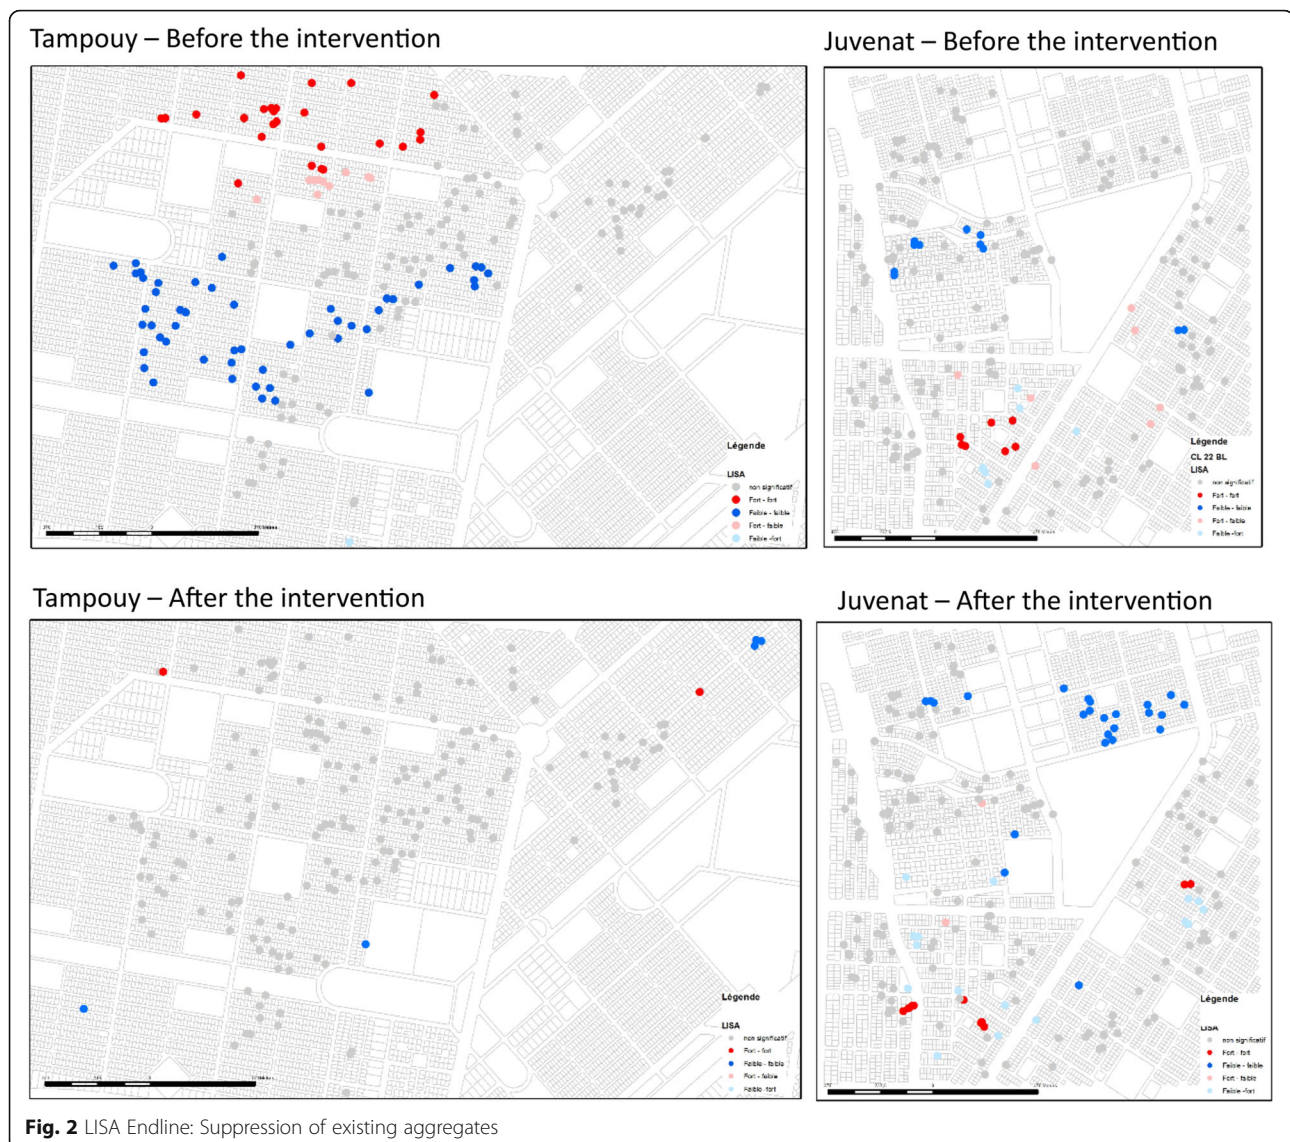 Tampouy – Before the intervention
Juvenat – Before the intervention
Légende
LISA
non significatif
Fort - fort
Faible - faible
Fort - faible
Faible -fort
Légende
CL 22 BL
LISA
non significatif
Fort - fort
Faible - faible
Fort - faible
Faible -fort
Tampouy – After the intervention
Juvenat – After the intervention
Légende
LISA
non significatif
Fort - fort
Faible - faible
Fort - faible
Faible -fort
Légende
LISA
non significatif
Fort - fort
Faible - faible
Fort - faible
Faible -fort
Fig. 2 LISA Endline: Suppression of existing aggregates